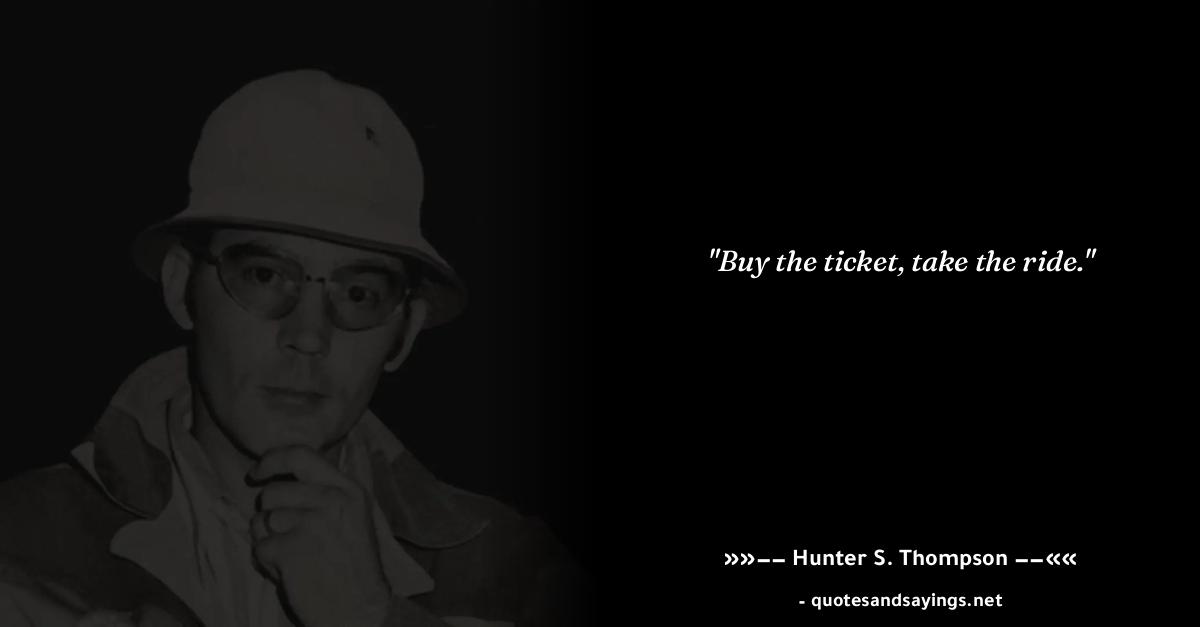 "Buy the ticket, take the ride."
»»−− Hunter S. Thompson −−««
- quotesandsayings.net